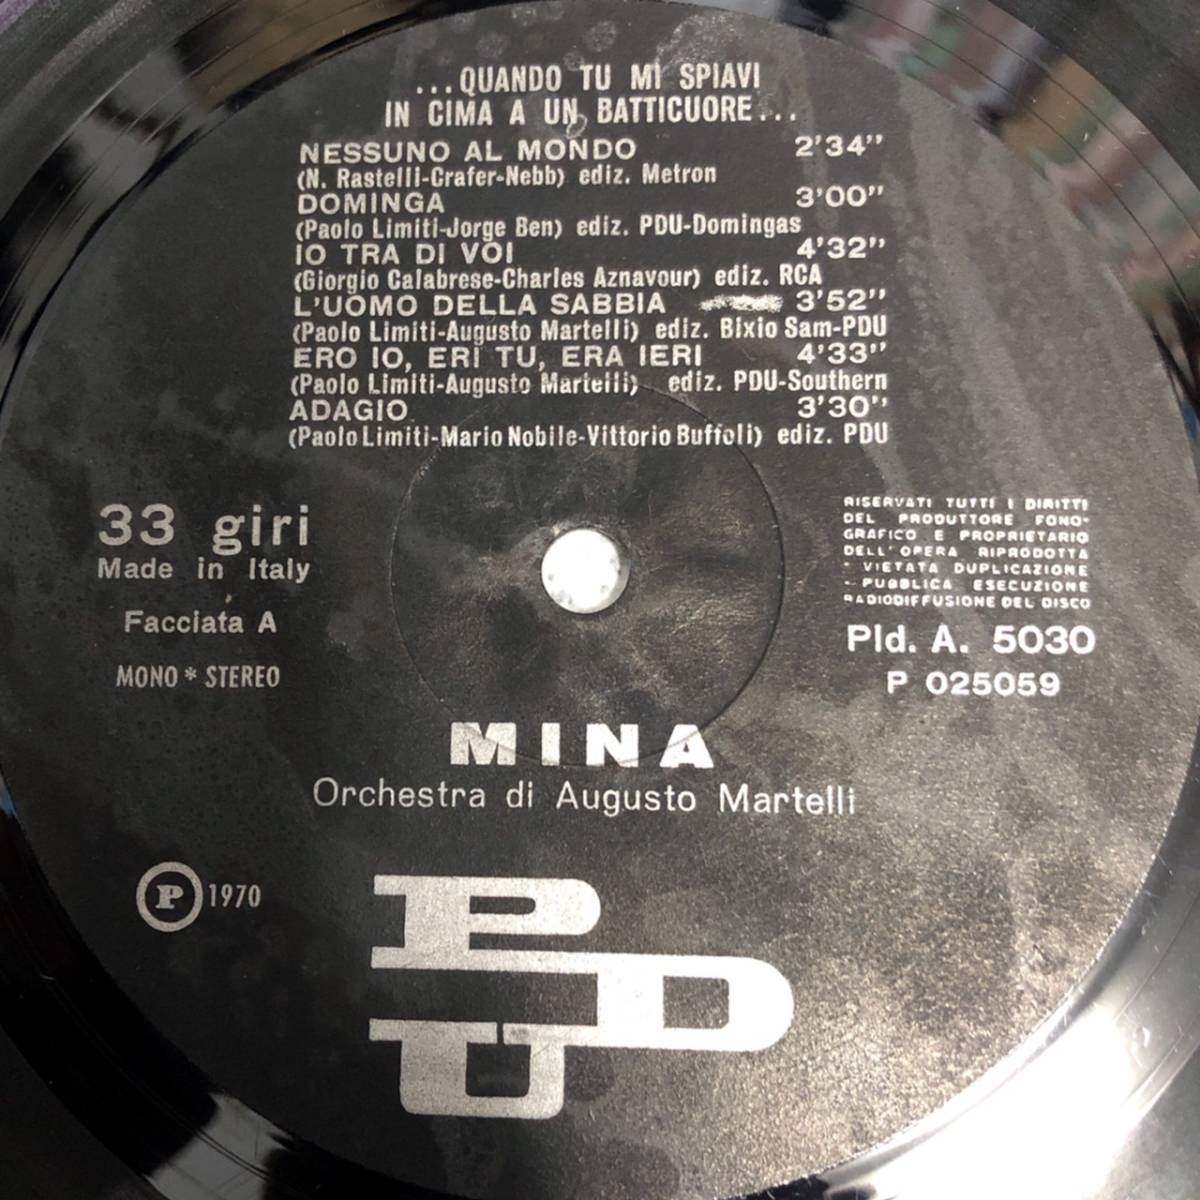 ...QUANDO TU MI SPIAVI
IN CIMA A UN BATTICUORE...
NESSUNO AL MONDO 2'34''
(N. Rastelli-Crafer-Nebb) ediz. Metron
DOMINGA 3'00''
(Paolo Limiti-Jorge Ben) ediz. PDU-Domingas
IO TRA DI VOI 4'32''
(Giorgio Calabrese-Charles Aznavour) ediz. RCA
L'UOMO DELLA SABBIA 3'52''
(Paolo Limiti-Augusto Martelli) ediz. Bixio Sam-PDU
ERO IO, ERI TU, ERA IERI 4'33''
(Paolo Limiti-Augusto Martelli) ediz. PDU-Southern
ADAGIO 3'30''
(Paolo Limiti-Mario Nobile-Vittorio Buffoli) ediz. PDU
33 giri
Made in Italy
Facciata A
MONO * STEREO
RISERVATI TUTTI I DIRITTI
DEL PRODUTTORE FONO-
GRAFICO E PROPRIETARIO
DELL'OPERA RIPRODOTTA
- VIETATA DUPLICAZIONE
- PUBBLICA ESECUZIONE
RADIODIFFUSIONE DEL DISCO
Pld. A. 5030
P 025059
MINA
Orchestra di Augusto Martelli
℗ 1970
PDU